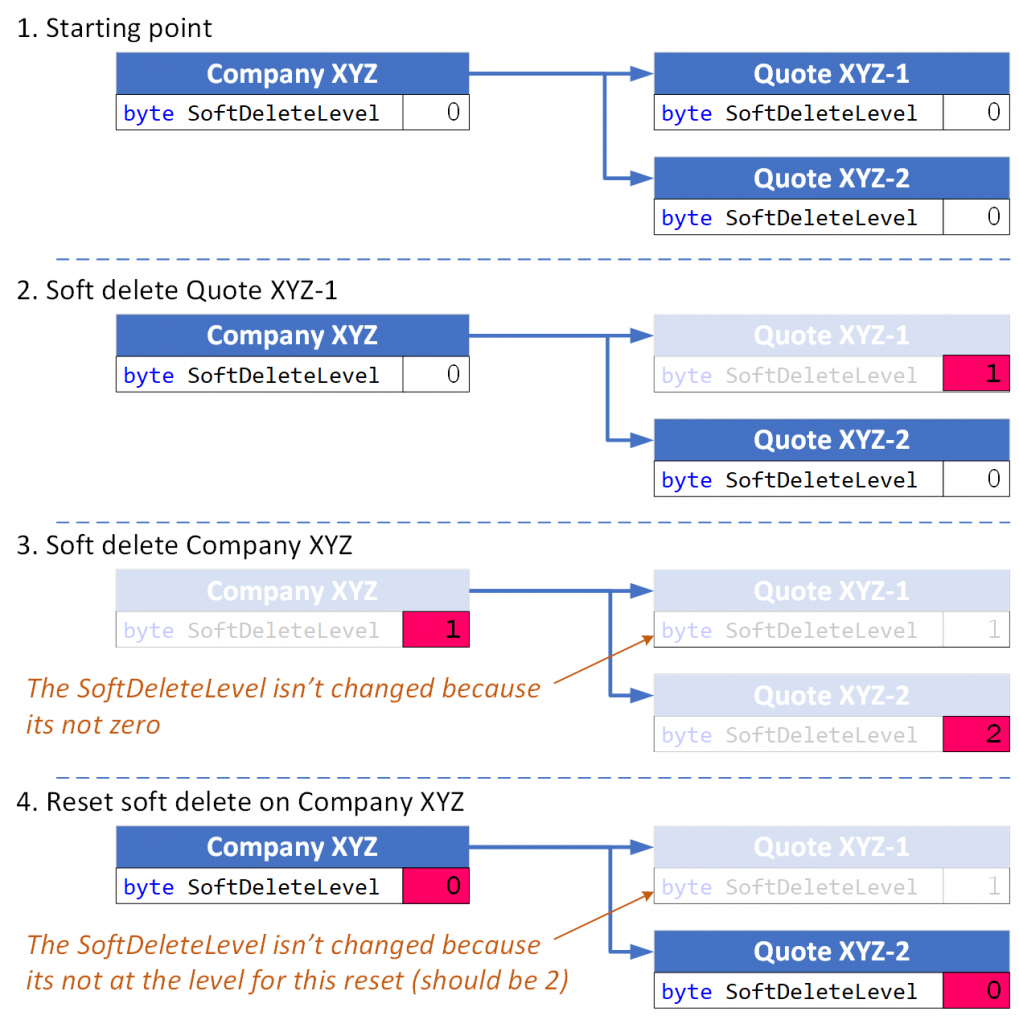 1. Starting point
Company XYZ
byte SoftDeleteLevel 0
Quote XYZ-1
byte SoftDeleteLevel 0
Quote XYZ-2
byte SoftDeleteLevel 0
2. Soft delete Quote XYZ-1
Company XYZ
byte SoftDeleteLevel 0
Quote XYZ-1
byte SoftDeleteLevel 1
Quote XYZ-2
byte SoftDeleteLevel 0
3. Soft delete Company XYZ
Company XYZ
byte SoftDeleteLevel 1
Quote XYZ-1
byte SoftDeleteLevel 1
The SoftDeleteLevel isn't changed because
its not zero
Quote XYZ-2
byte SoftDeleteLevel 2
4. Reset soft delete on Company XYZ
Company XYZ
byte SoftDeleteLevel 0
Quote XYZ-1
byte SoftDeleteLevel 1
The SoftDeleteLevel isn't changed because
its not at the level for this reset (should be 2)
Quote XYZ-2
byte SoftDeleteLevel 0